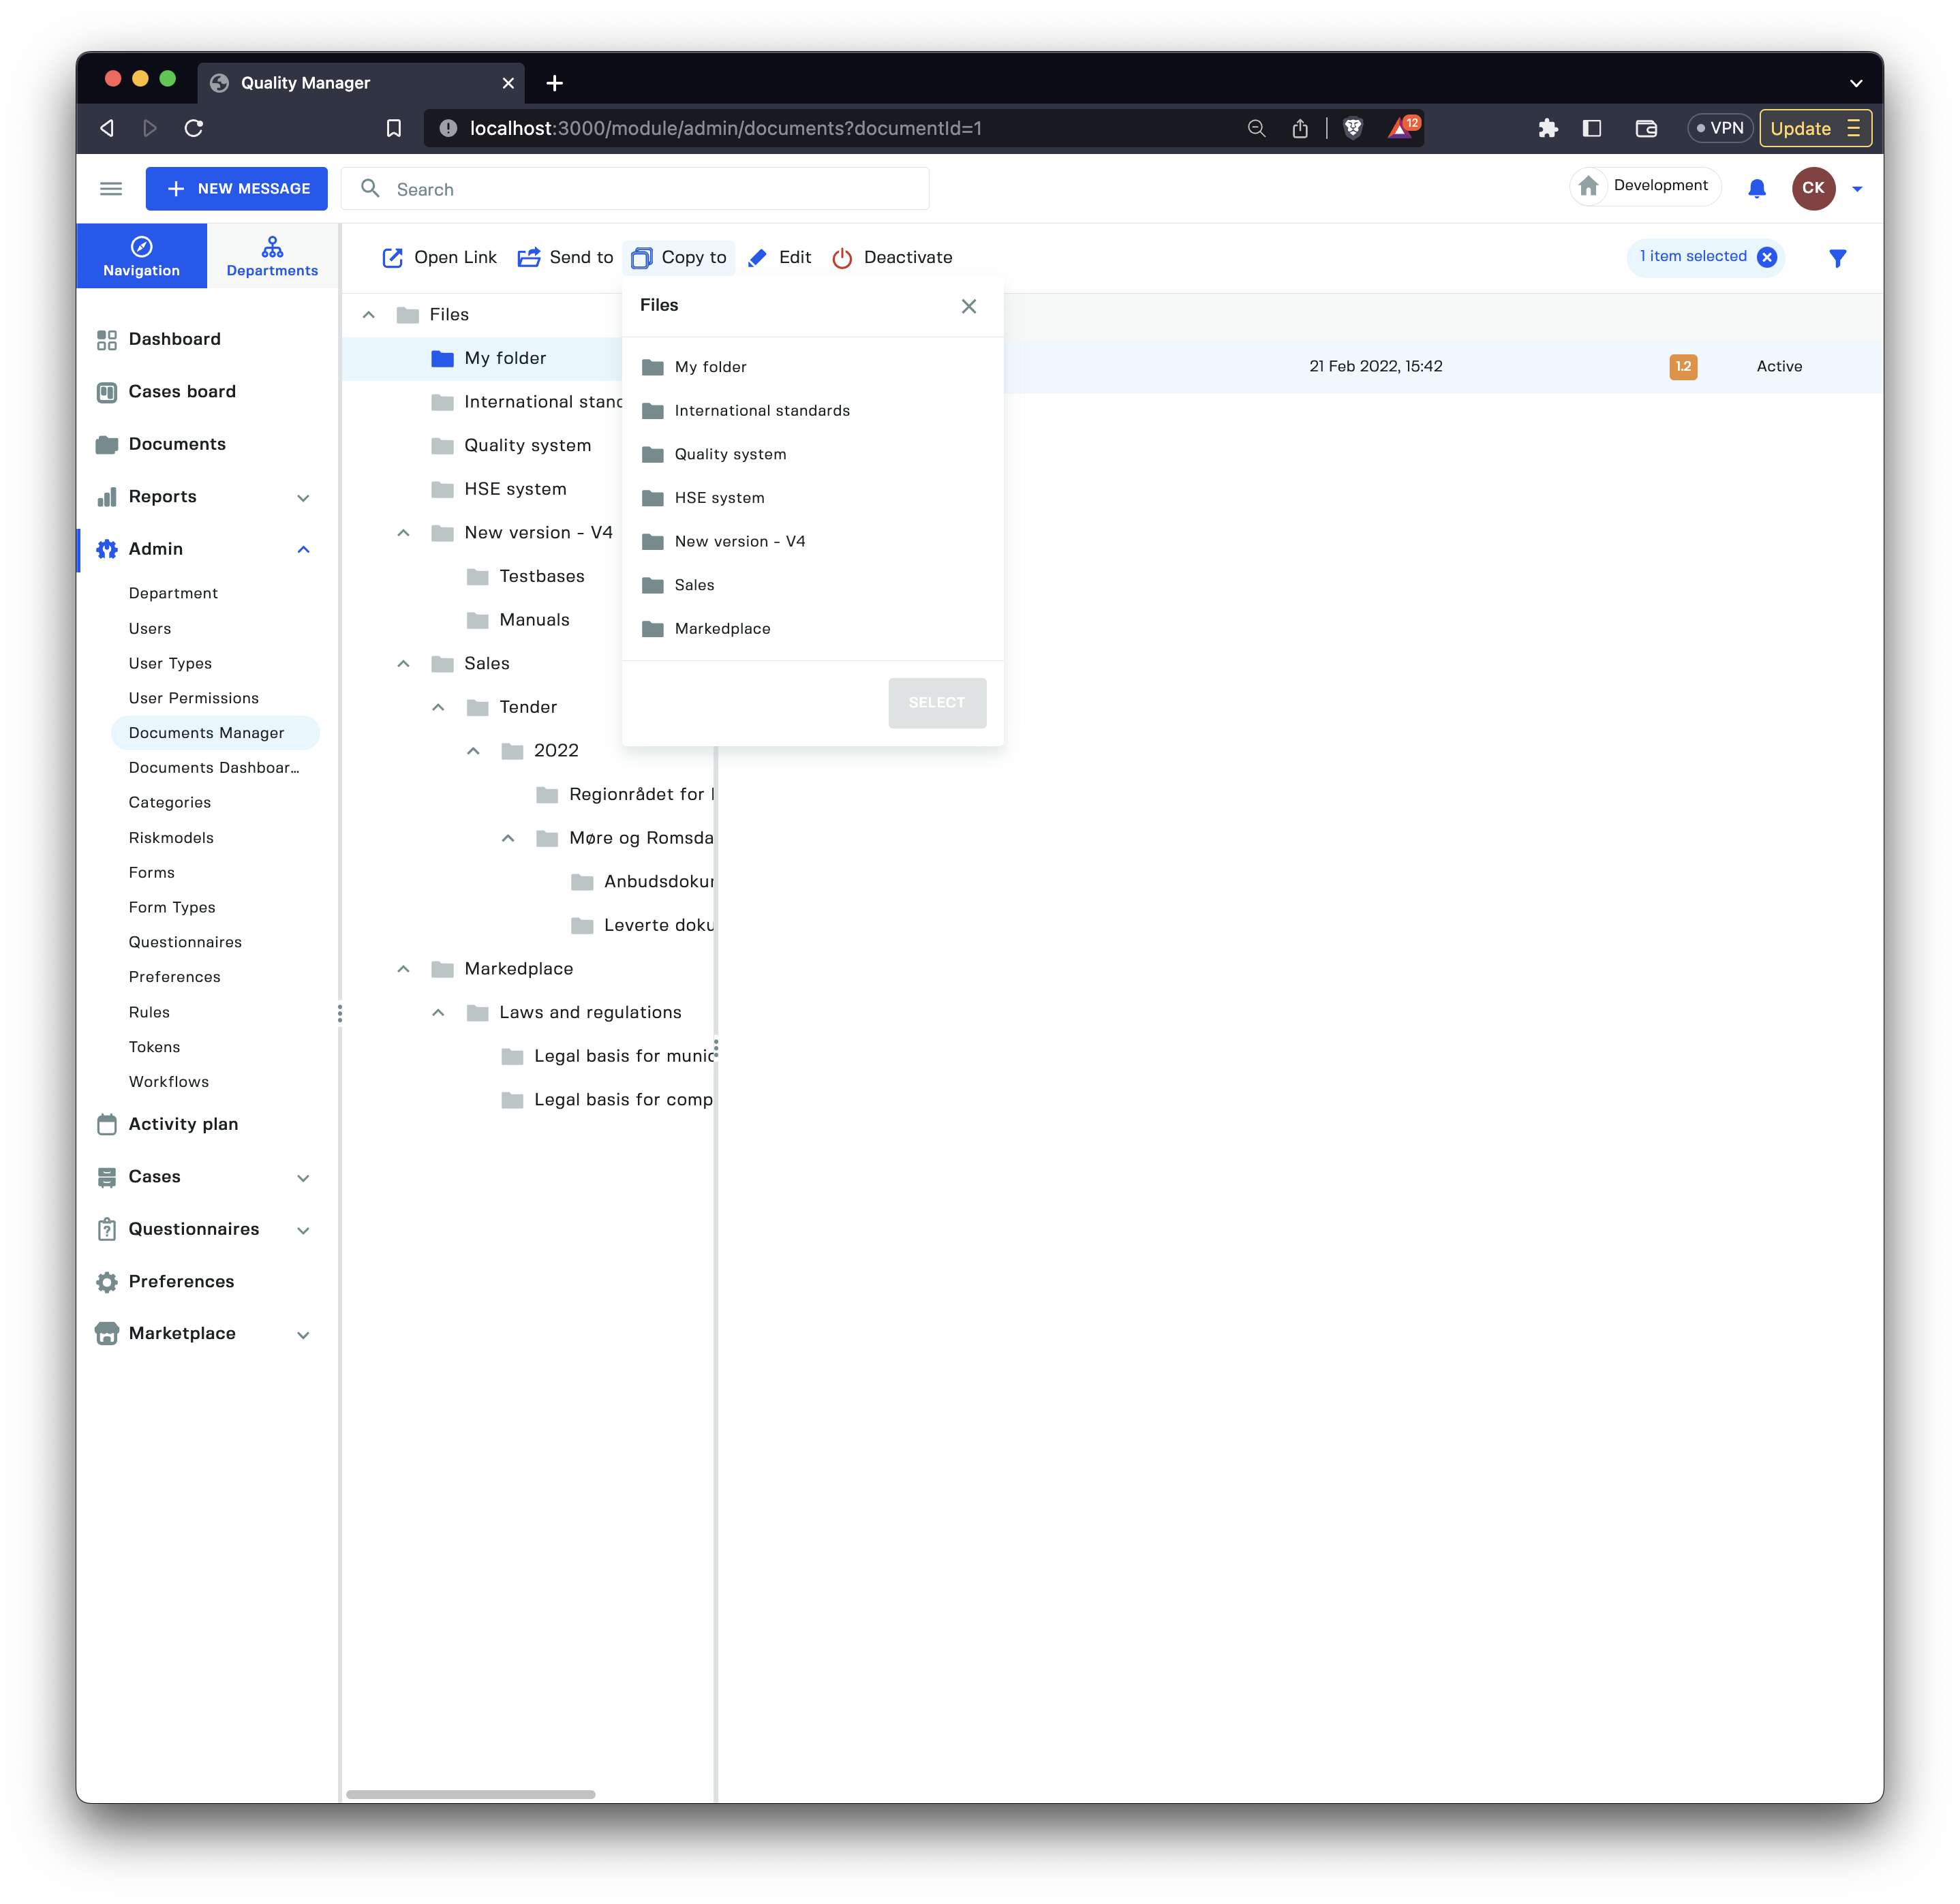 Quality Manager
localhost:3000/module/admin/documents?documentId=1
12
VPN
Update
NEW MESSAGE
Search
Development
CK
Navigation
Departments
Open Link
Send to
Copy to
Edit
Deactivate
1 item selected
Dashboard
Cases board
Documents
Reports
Admin
Department
Users
User Types
User Permissions
Documents Manager
Documents Dashboar...
Categories
Riskmodels
Forms
Form Types
Questionnaires
Preferences
Rules
Tokens
Workflows
Activity plan
Cases
Questionnaires
Preferences
Marketplace
Files
My folder
International stand
Quality system
HSE system
New version - V4
Testbases
Manuals
Sales
Tender
2022
Regionrådet for
Møre og Romsda
Anbudsdokur
Leverte doku
Markedplace
Laws and regulations
Legal basis for munic
Legal basis for comp
Files
My folder
International standards
Quality system
HSE system
New version - V4
Sales
Markedplace
SELECT
21 Feb 2022, 15:42
1.2
Active